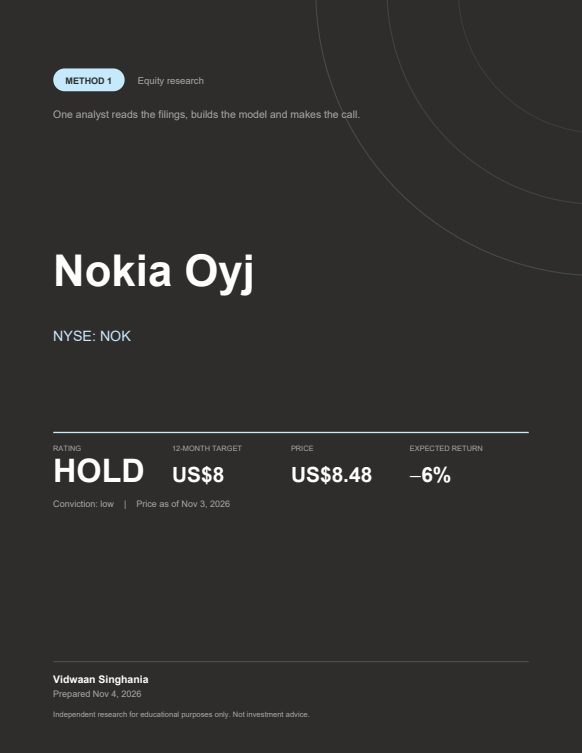 METHOD 1 Equity research
One analyst reads the filings, builds the model and makes the call.
Nokia Oyj
NYSE: NOK
RATING 12-MONTH TARGET PRICE EXPECTED RETURN
HOLD US$8 US$8.48 –6%
Conviction: low | Price as of Nov 3, 2026
Vidwaan Singhania
Prepared Nov 4, 2026
Independent research for educational purposes only. Not investment advice.